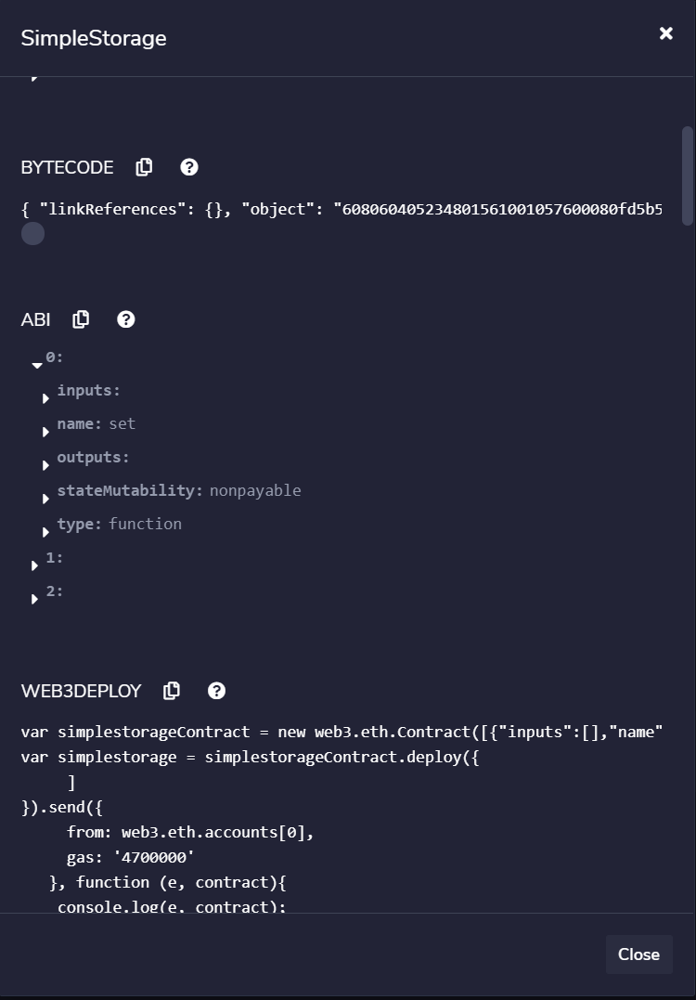 SimpleStorage
BYTECODE
{ "linkReferences": {}, "object": "608060405234801561001057600080fd5b5
ABI
0:
inputs:
name: set
outputs:
stateMutability: nonpayable
type: function
1:
2:
WEB3DEPLOY
var simplestorageContract = new web3.eth.Contract([{"inputs":[],"name"
var simplestorage = simplestorageContract.deploy({
]
}).send({
from: web3.eth.accounts[0],
gas: '4700000'
}, function (e, contract){
console.log(e, contract);
Close